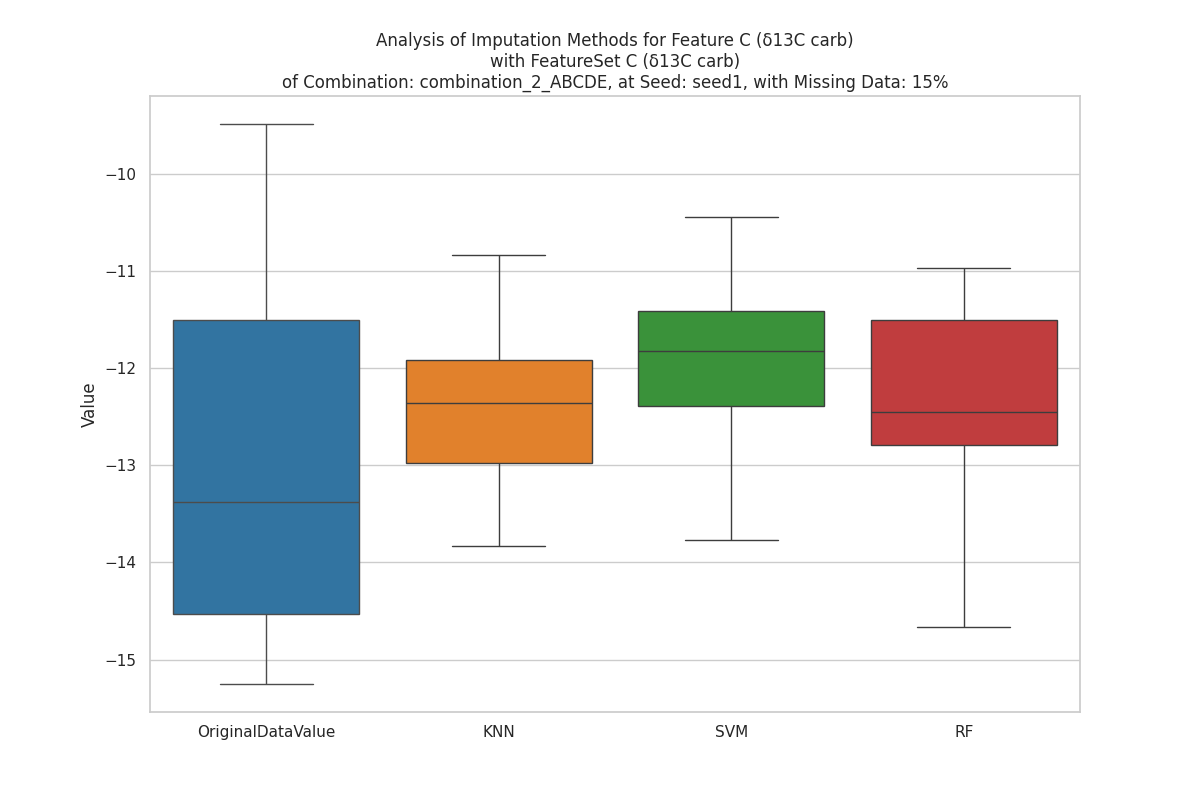 Analysis of Imputation Methods for Feature C (δ13C carb)
with FeatureSet C (δ13C carb)
of Combination: combination_2_ABCDE, at Seed: seed1, with Missing Data: 15%
Value
−10
−11
−12
−13
−14
−15
OriginalDataValue
KNN
SVM
RF